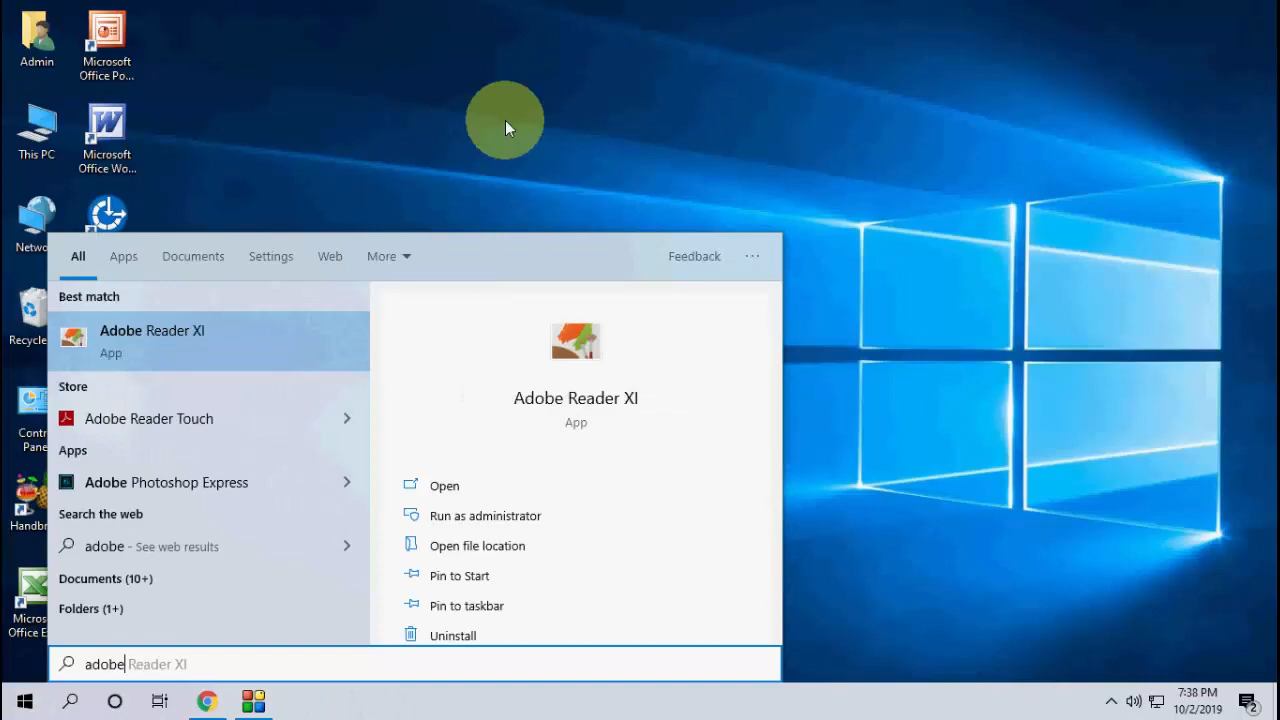 Admin
Microsoft
Office Po...
This PC
Microsoft
Office Wo...
Netwo
Recycle
Contr
Pane
Handbr
Micros
Office E
All
Apps
Documents
Settings
Web
More
Feedback
...
Best match
Adobe Reader XI
App
Store
Adobe Reader Touch
Apps
Adobe Photoshop Express
Search the web
adobe - See web results
Documents (10+)
Folders (1+)
Adobe Reader XI
App
Open
Run as administrator
Open file location
Pin to Start
Pin to taskbar
Uninstall
adobe Reader XI
7:38 PM
10/2/2019
2